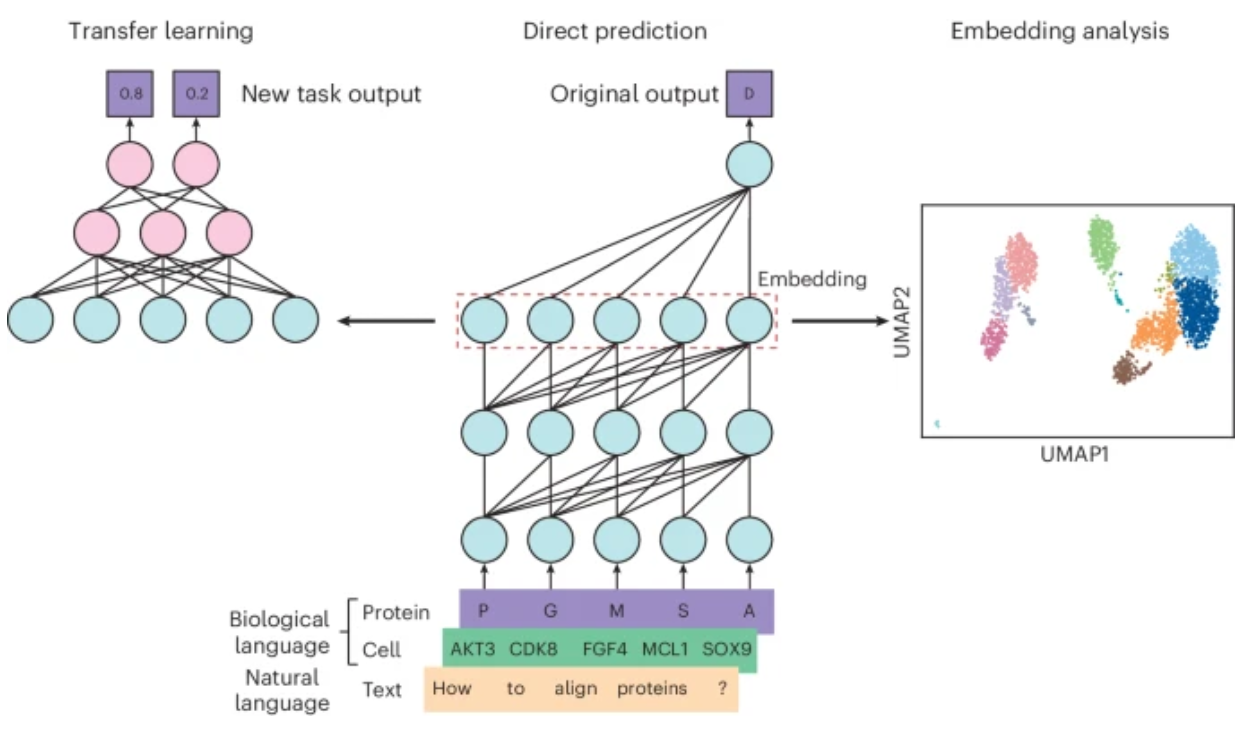 Transfer learning
Direct prediction
Embedding analysis
0.8
0.2
New task output
Original output
D
Embedding
UMAP2
UMAP1
Biological
language
Protein
P G M S A
Cell
AKT3 CDK8 FGF4 MCL1 SOX9
Natural
language
Text
How to align proteins ?